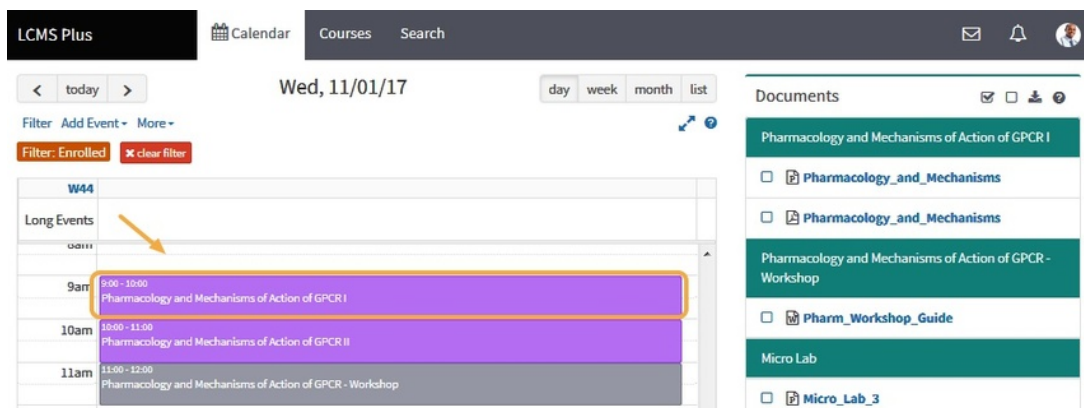 LCMS Plus
Calendar
Courses
Search
today
Wed, 11/01/17
day
week
month
list
Filter
Add Event
More
Filter: Enrolled
clear filter
W44
Long Events
8am
9am
9:00 - 10:00
Pharmacology and Mechanisms of Action of GPCR I
10am
10:00 - 11:00
Pharmacology and Mechanisms of Action of GPCR II
11am
11:00 - 12:00
Pharmacology and Mechanisms of Action of GPCR - Workshop
Documents
Pharmacology and Mechanisms of Action of GPCR I
Pharmacology_and_Mechanisms
Pharmacology_and_Mechanisms
Pharmacology and Mechanisms of Action of GPCR -
Workshop
Pharm_Workshop_Guide
Micro Lab
Micro_Lab_3